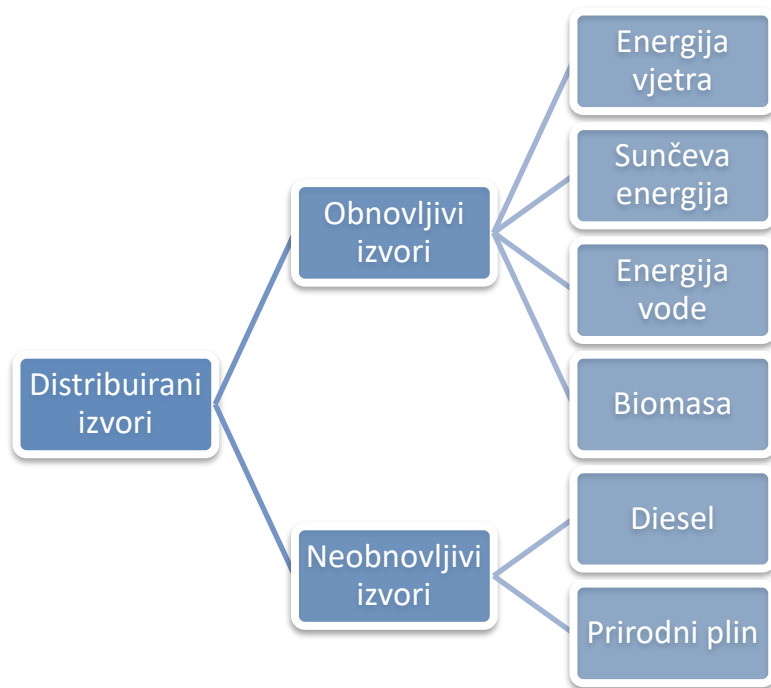 Distribuirani
izvori
Obnovljivi
izvori
Energija
vjetra
Sunčeva
energija
Energija
vode
Biomasa
Neobnovljivi
izvori
Diesel
Prirodni plin